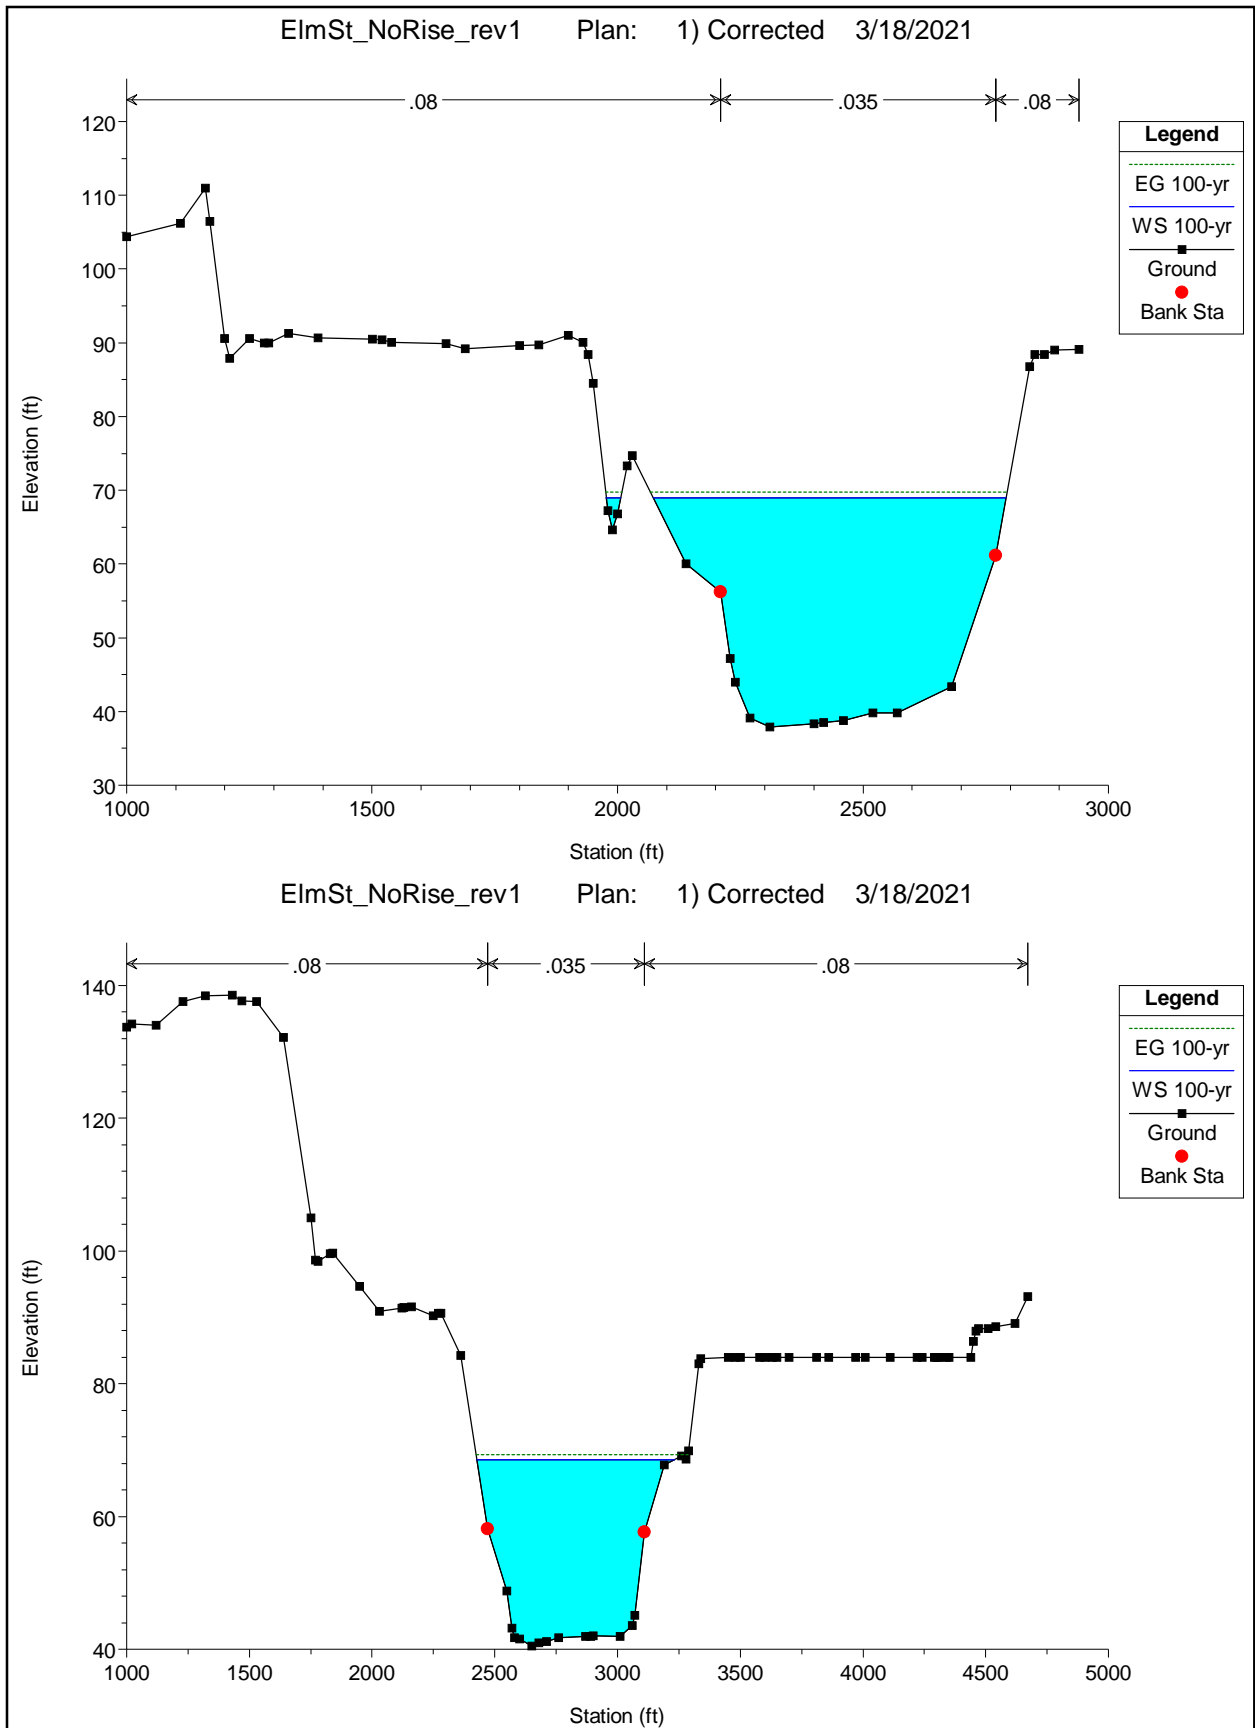 ElmSt_NoRise_rev1 Plan: 1) Corrected 3/18/2021
.08 .035 .08
Legend
EG 100-yr
WS 100-yr
Ground
Bank Sta
120
110
100
90
80
70
60
50
40
30
Elevation (ft)
1000 1500 2000 2500 3000
Station (ft)
ElmSt_NoRise_rev1 Plan: 1) Corrected 3/18/2021
.08 .035 .08
Legend
EG 100-yr
WS 100-yr
Ground
Bank Sta
140
120
100
80
60
40
Elevation (ft)
1000 1500 2000 2500 3000 3500 4000 4500 5000
Station (ft)